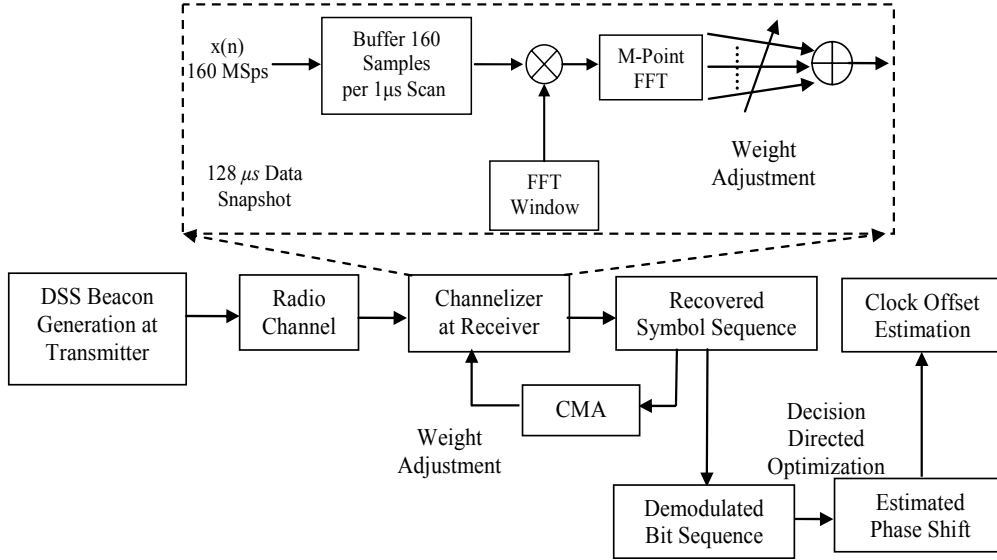 x(n)
160 MSps
Buffer 160
Samples
per 1μs Scan
M-Point
FFT
Weight
Adjustment
128 μs Data
Snapshot
FFT
Window
DSS Beacon
Generation at
Transmitter
Radio
Channel
Channelizer
at Receiver
Recovered
Symbol Sequence
Clock Offset
Estimation
CMA
Weight
Adjustment
Decision
Directed
Optimization
Demodulated
Bit Sequence
Estimated
Phase Shift